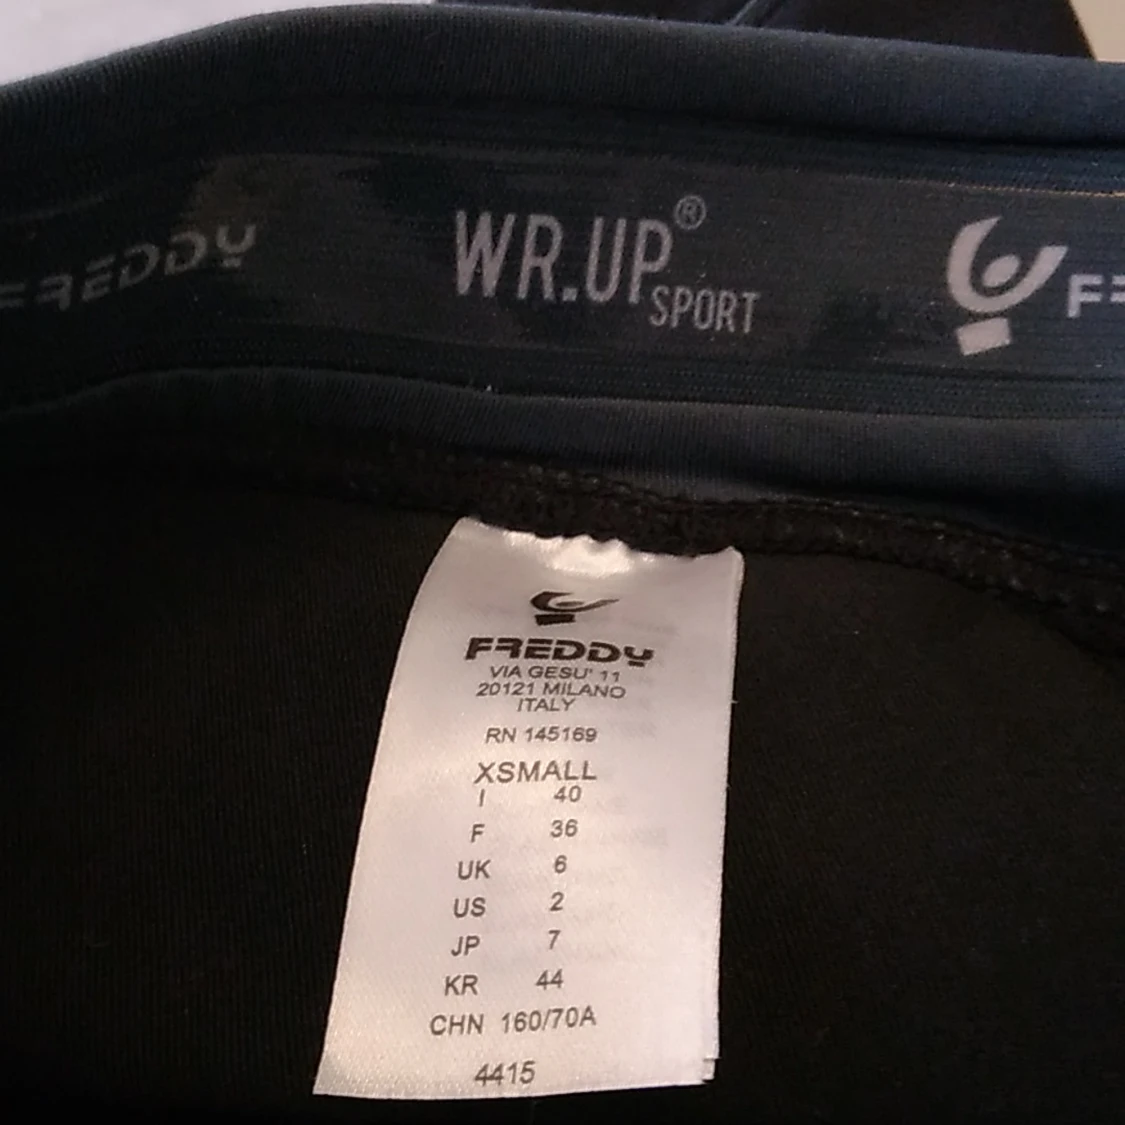 FREDDY
WR.UP®
SPORT
FR
FREDDY
VIA GESU' 11
20121 MILANO
ITALY
RN 145169
XSMALL
I 40
F 36
UK 6
US 2
JP 7
KR 44
CHN 160/70A
4415